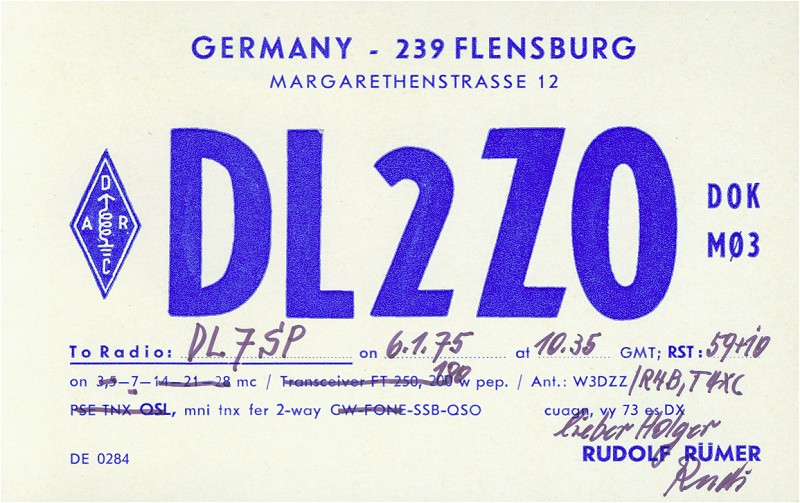 GERMANY - 239 FLENSBURG
MARGARETHENSTRASSE 12
DL2ZO
D
A R
C
DOK
MØ3
To Radio: DL7SP on 6.1.75 at 10.35 GMT; RST: 59+10
on 3,5-7-14-21-28 mc / Transceiver FT 250, 200 180 w pep. / Ant.: W3DZZ/R4B, T4XC
PSE TNX QSL, mni tnx fer 2-way CW-FONE-SSB-QSO cuagn, vy 73 es DX
lieber Holger
DE 0284
RUDOLF RÜMER
Rudi